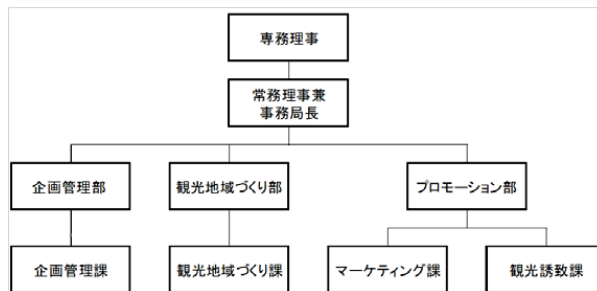 専務理事
常務理事兼
事務局長
企画管理部
観光地域づくり部
プロモーション部
企画管理課
観光地域づくり課
マーケティング課
観光誘致課